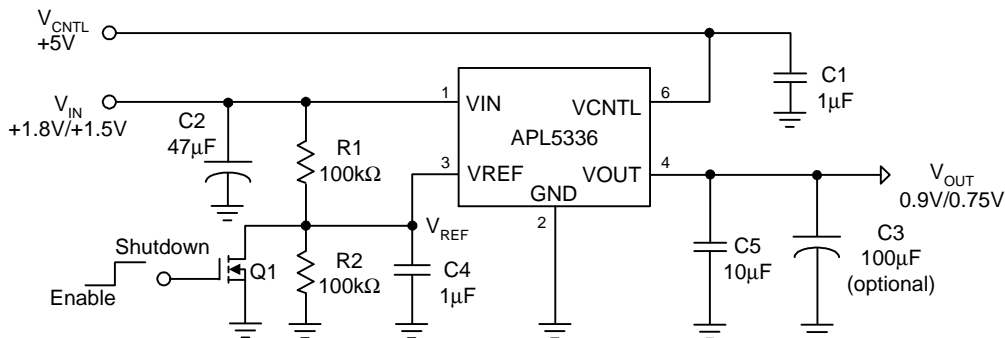 VCNTL
+5V
VIN
+1.8V/+1.5V
C2
47µF
R1
100kΩ
1
VIN
VCNTL
6
APL5336
3
VREF
VOUT
4
GND
2
C1
1µF
VOUT
0.9V/0.75V
VREF
Shutdown
Enable
Q1
R2
100kΩ
C4
1µF
C5
10µF
C3
100µF
(optional)